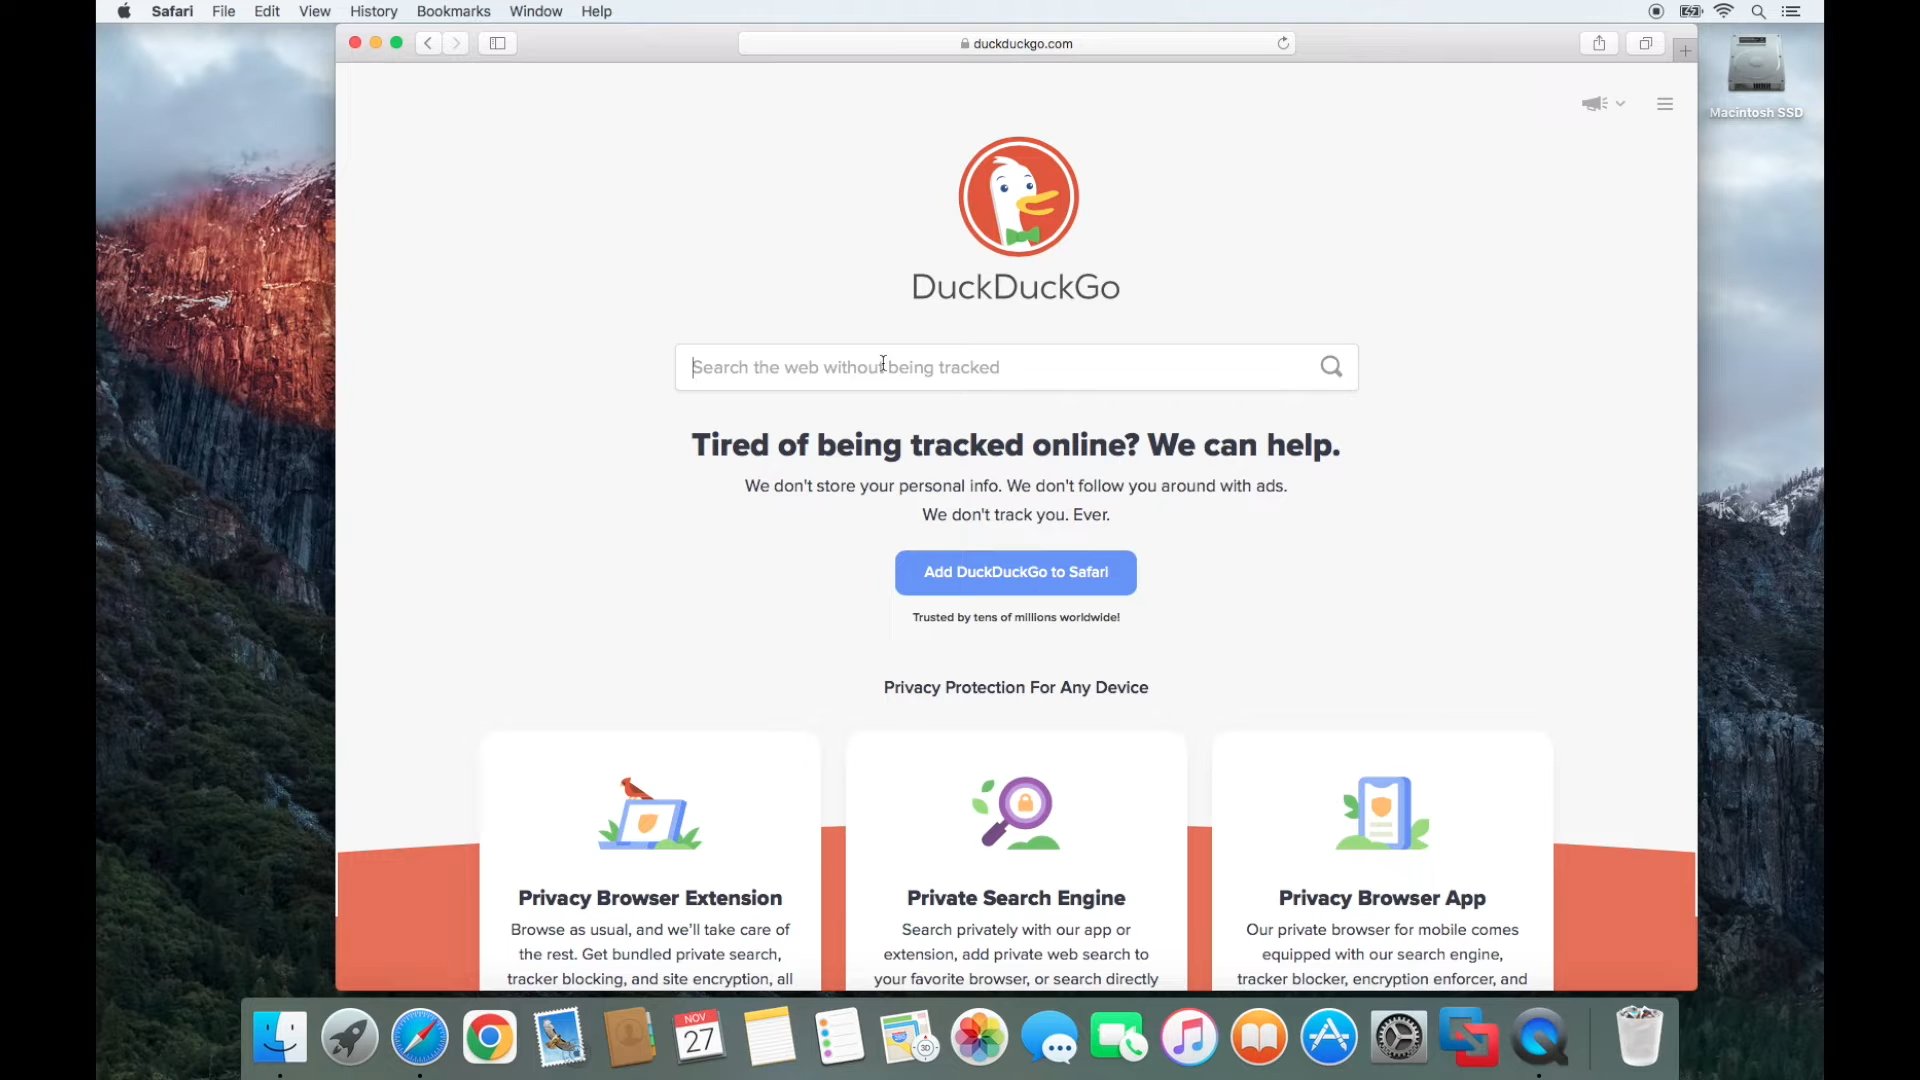 Safari File Edit View History Bookmarks Window Help
duckduckgo.com
Macintosh SSD
DuckDuckGo
Search the web without being tracked
Tired of being tracked online? We can help.
We don't store your personal info. We don't follow you around with ads.
We don't track you. Ever.
Add DuckDuckGo to Safari
Trusted by tens of millions worldwide!
Privacy Protection For Any Device
Privacy Browser Extension
Browse as usual, and we'll take care of
the rest. Get bundled private search,
tracker blocking, and site encryption, all
Private Search Engine
Search privately with our app or
extension, add private web search to
your favorite browser, or search directly
Privacy Browser App
Our private browser for mobile comes
equipped with our search engine,
tracker blocker, encryption enforcer, and
NOV
27
3D